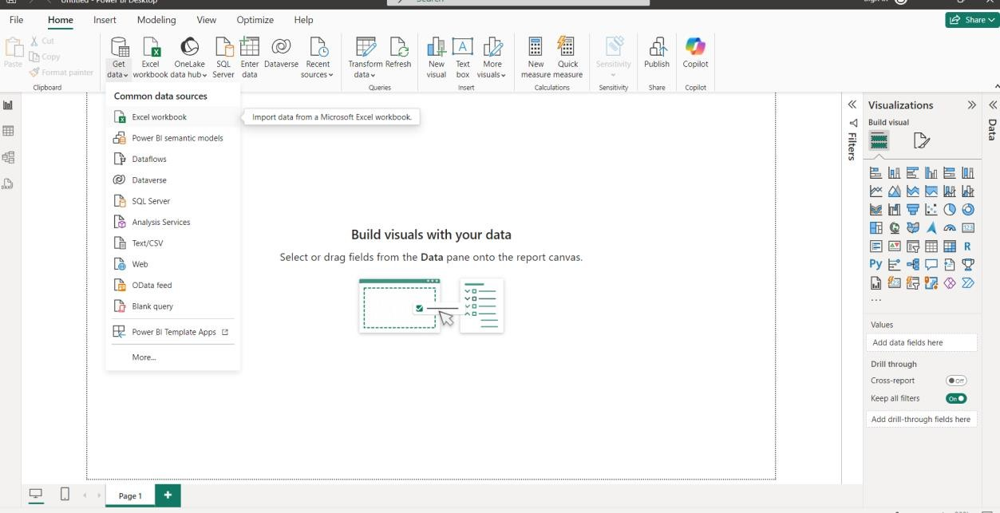 Untitled - Power BI Desktop
Search
Sign in
File Home Insert Modeling View Optimize Help
Share
Paste
Cut
Copy
Format painter
Clipboard
Get data
Excel workbook
OneLake data hub
SQL Server
Enter data
Dataverse
Recent sources
Transform data
Refresh
Queries
New visual
Text box
More visuals
Insert
New measure
Quick measure
Calculations
Sensitivity
Sensitivity
Publish
Share
Copilot
Copilot
Common data sources
Excel workbook
Import data from a Microsoft Excel workbook.
Power BI semantic models
Dataflows
Dataverse
SQL Server
Analysis Services
Text/CSV
Web
OData feed
Blank query
Power BI Template Apps
More...
Build visuals with your data
Select or drag fields from the Data pane onto the report canvas.
Filters
Visualizations
Build visual
R
Py
...
Values
Add data fields here
Drill through
Cross-report
Off
Keep all filters
On
Add drill-through fields here
Data
Page 1